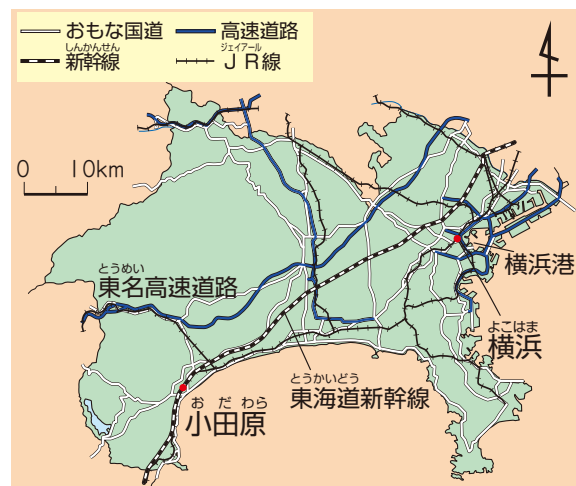 おもな国道
高速道路
しんかんせん
新幹線
ジェイアール
JR線
0 10km
とうめい
東名高速道路
横浜港
よこはま
横浜
とうかいどう
東海道新幹線
おだわら
小田原